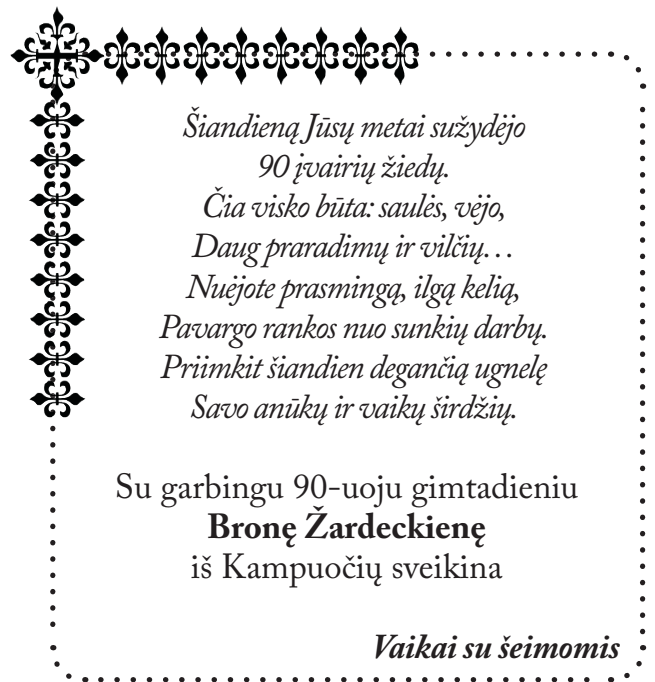 Šiandieną Jūsų metai sužydėjo
90 įvairių žiedų.
Čia visko būta: saulės, vėjo,
Daug praradimų ir vilčių…
Nuėjote prasmingą, ilgą kelią,
Pavargo rankos nuo sunkių darbų.
Priimkit šiandien degančią ugnelę
Savo anūkų ir vaikų širdžių.
Su garbingu 90-uoju gimtadieniu
Bronę Žardeckienę
iš Kampuočių sveikina
Vaikai su šeimomis